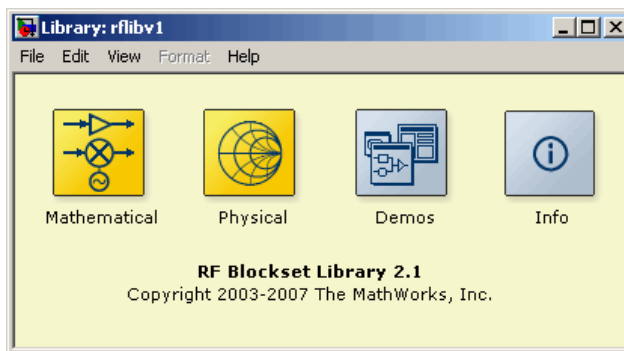 Library: rflibv1
File Edit View Format Help
Mathematical Physical Demos Info
RF Blockset Library 2.1
Copyright 2003-2007 The MathWorks, Inc.